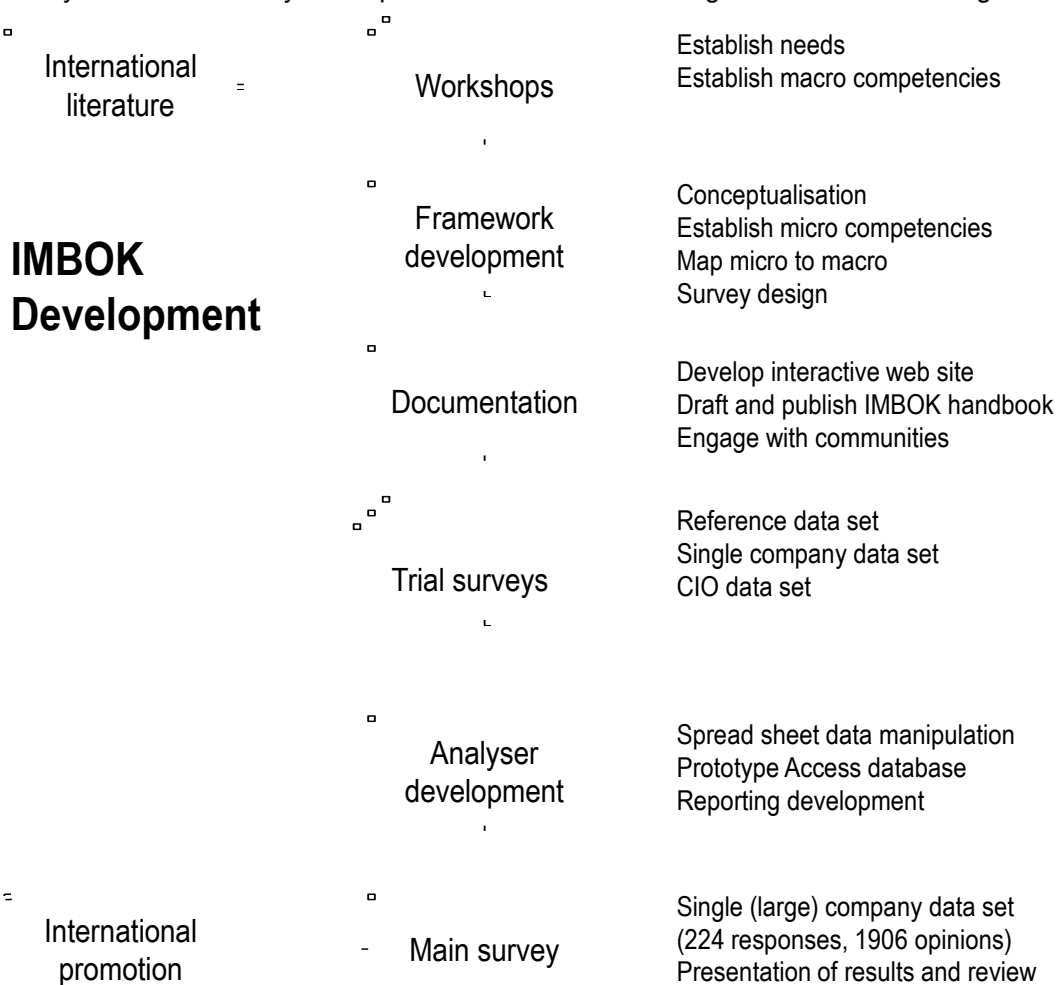 International
literature
Workshops
Establish needs
Establish macro competencies
IMBOK
Development
Framework
development
Conceptualisation
Establish micro competencies
Map micro to macro
Survey design
Documentation
Develop interactive web site
Draft and publish IMBOK handbook
Engage with communities
Trial surveys
Reference data set
Single company data set
CIO data set
Analyser
development
Spread sheet data manipulation
Prototype Access database
Reporting development
International
promotion
Main survey
Single (large) company data set
(224 responses, 1906 opinions)
Presentation of results and review